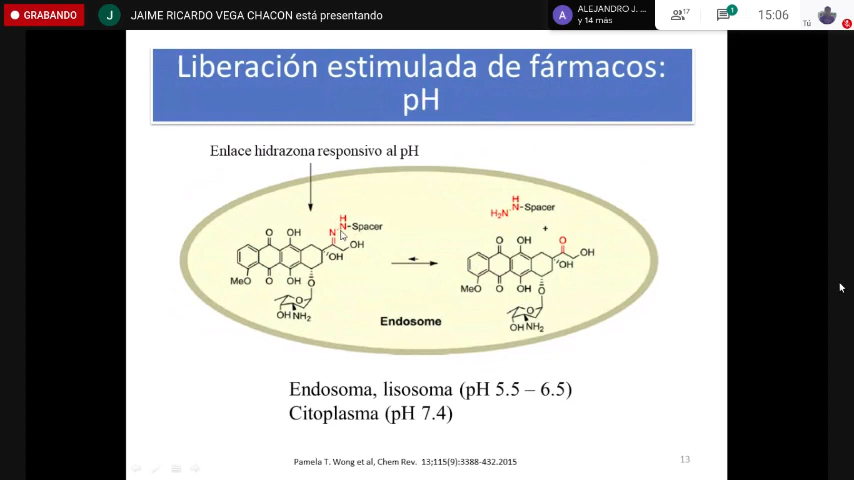 GRABANDO
J JAIME RICARDO VEGA CHACON está presentando
A ALEJANDRO J. ...
y 14 más
17
1
15:06
Tú
Liberación estimulada de fármacos:
pH
Enlace hidrazona responsivo al pH
H
N-Spacer
N
O OH
OH
OH
MeO O OH O
O
OH NH2
H
H2N N-Spacer
+
O OH O
OH
OH
MeO O OH O
O
OH NH2
Endosome
Endosoma, lisosoma (pH 5.5 – 6.5)
Citoplasma (pH 7.4)
Pamela T. Wong et al, Chem Rev. 13;115(9):3388-432.2015
13